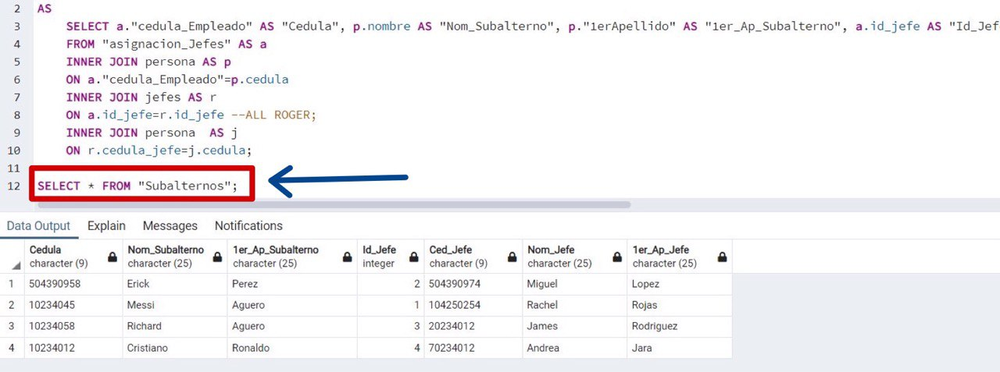 2 AS
3 SELECT a."cedula_Empleado" AS "Cedula", p.nombre AS "Nom_Subalterno", p."1erApellido" AS "1er_Ap_Subalterno", a.id_jefe AS "Id_Jef
4 FROM "asignacion_Jefes" AS a
5 INNER JOIN persona AS p
6 ON a."cedula_Empleado"=p.cedula
7 INNER JOIN jefes AS r
8 ON a.id_jefe=r.id_jefe --ALL ROGER;
9 INNER JOIN persona  AS j
10 ON r.cedula_jefe=j.cedula;
11
12 SELECT * FROM "Subalternos";
Data Output Explain Messages Notifications
Cedula Nom_Subalterno 1er_Ap_Subalterno Id_Jefe Ced_Jefe Nom_Jefe 1er_Ap_Jefe
character (9) character (25) character (25) integer character (9) character (25) character (25)
1 504390958 Erick Perez 2 504390974 Miguel Lopez
2 10234045 Messi Aguero 1 104250254 Rachel Rojas
3 10234058 Richard Aguero 3 20234012 James Rodriguez
4 10234012 Cristiano Ronaldo 4 70234012 Andrea Jara